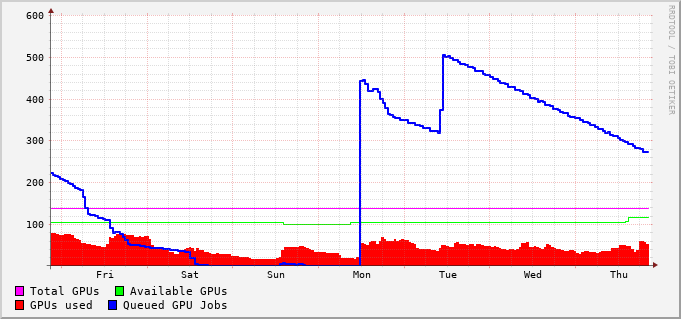 600
500
400
300
200
100
Fri Sat Sun Mon Tue Wed Thu
Total GPUs Available GPUs
GPUs used Queued GPU Jobs
RRDTOOL / TOBI OETIKER